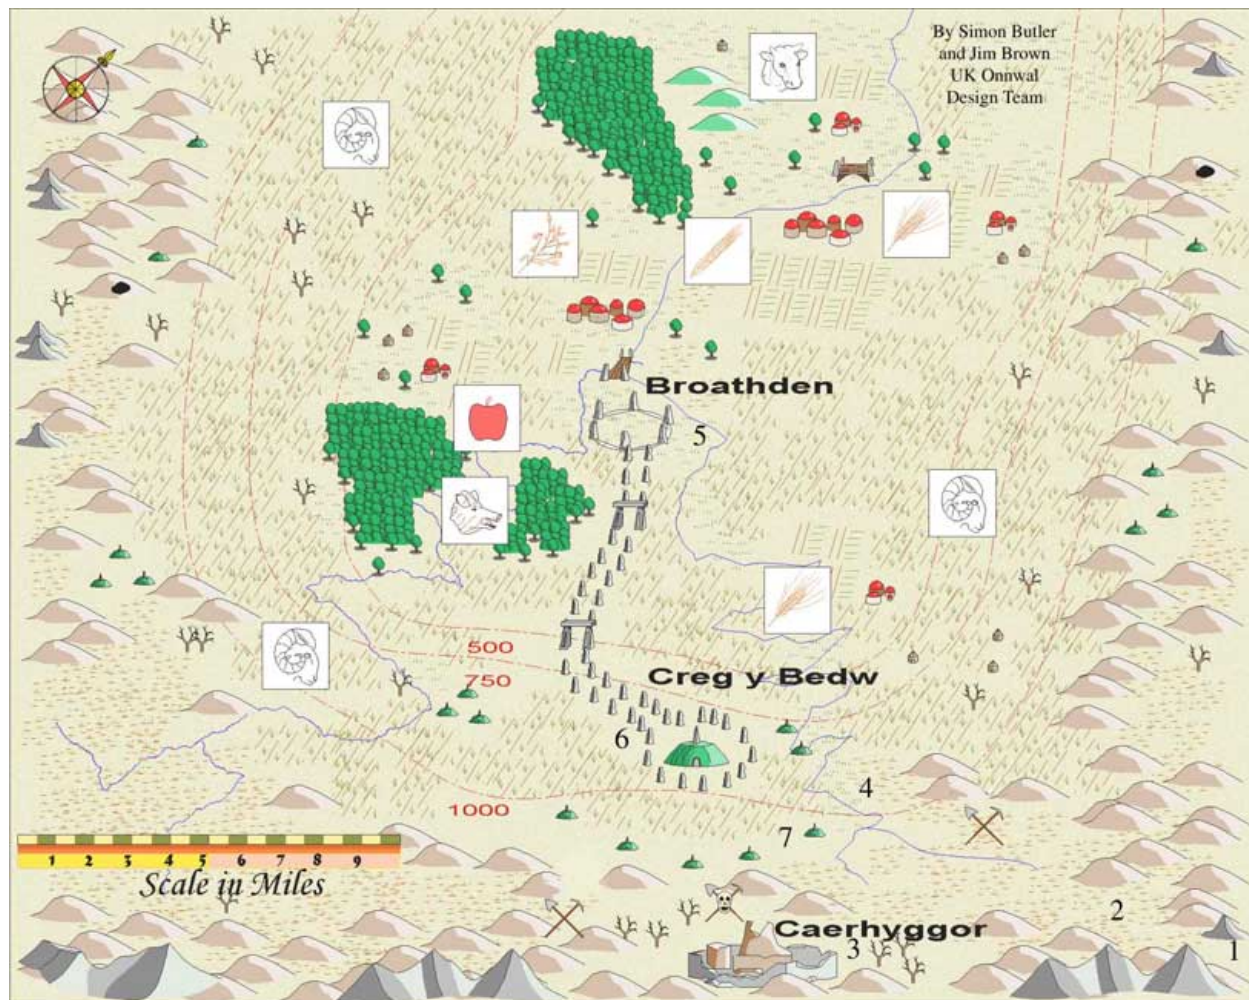 By Simon Butler
and Jim Brown
UK Onnwal
Design Team
Broathden
5
500
750
Creg y Bedw
6
4
1000
7
1 2 3 4 5 6 7 8 9
Scale in Miles
2
Caerhyggor
3
1